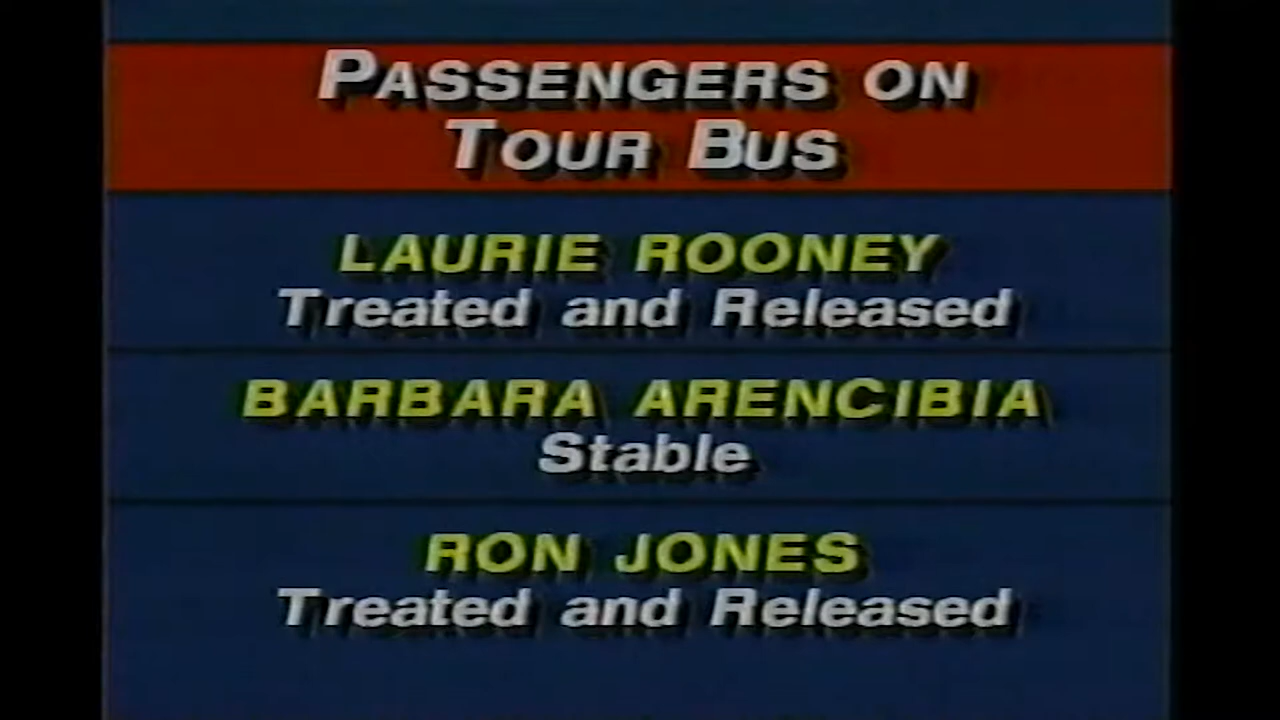 PASSENGERS ON
TOUR BUS
LAURIE ROONEY
Treated and Released
BARBARA ARENCIBIA
Stable
RON JONES
Treated and Released